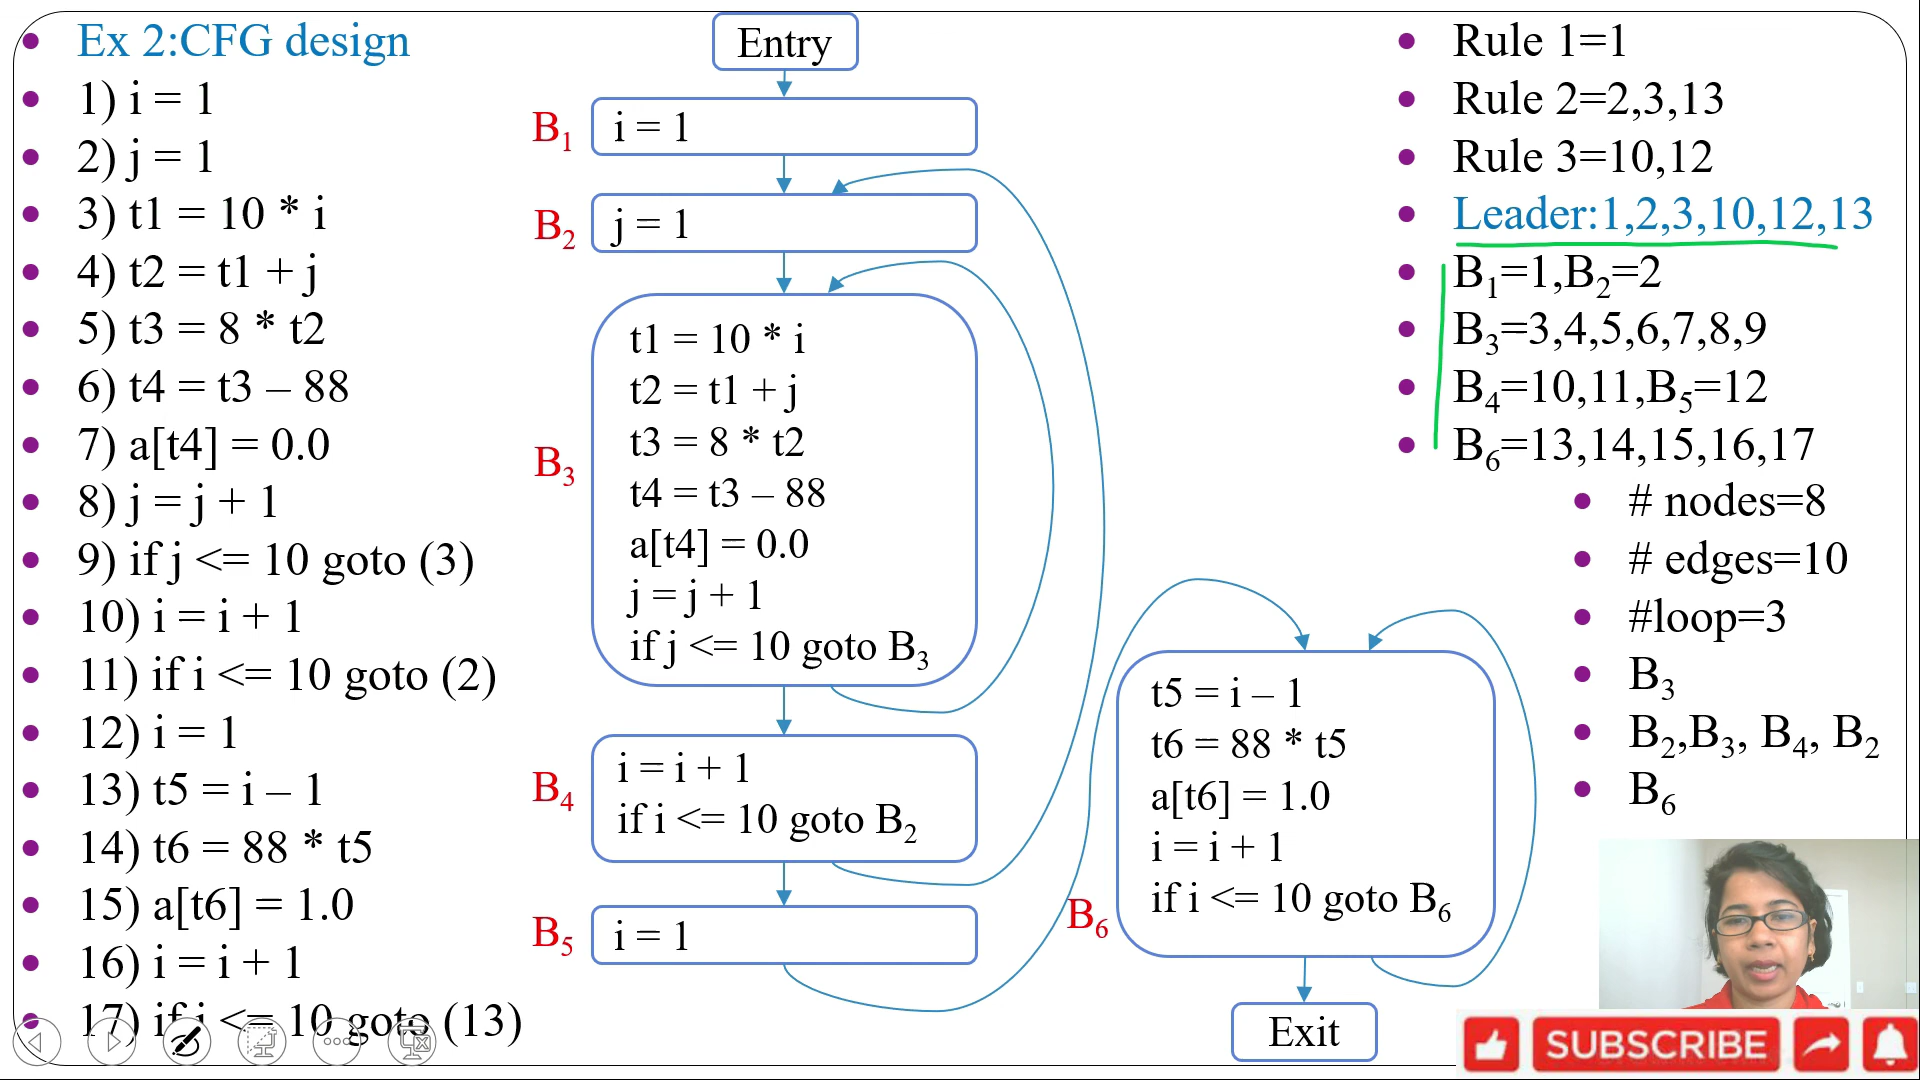 Ex 2:CFG design
1) i = 1
2) j = 1
3) t1 = 10 * i
4) t2 = t1 + j
5) t3 = 8 * t2
6) t4 = t3 – 88
7) a[t4] = 0.0
8) j = j + 1
9) if j <= 10 goto (3)
10) i = i + 1
11) if i <= 10 goto (2)
12) i = 1
13) t5 = i – 1
14) t6 = 88 * t5
15) a[t6] = 1.0
16) i = i + 1
17) if i <= 10 goto (13)
Entry
B1
i = 1
B2
j = 1
B3
t1 = 10 * i
t2 = t1 + j
t3 = 8 * t2
t4 = t3 – 88
a[t4] = 0.0
j = j + 1
if j <= 10 goto B3
B4
i = i + 1
if i <= 10 goto B2
B5
i = 1
B6
t5 = i – 1
t6 = 88 * t5
a[t6] = 1.0
i = i + 1
if i <= 10 goto B6
Exit
Rule 1=1
Rule 2=2,3,13
Rule 3=10,12
Leader:1,2,3,10,12,13
B1=1,B2=2
B3=3,4,5,6,7,8,9
B4=10,11,B5=12
B6=13,14,15,16,17
# nodes=8
# edges=10
#loop=3
B3
B2,B3, B4, B2
B6
SUBSCRIBE